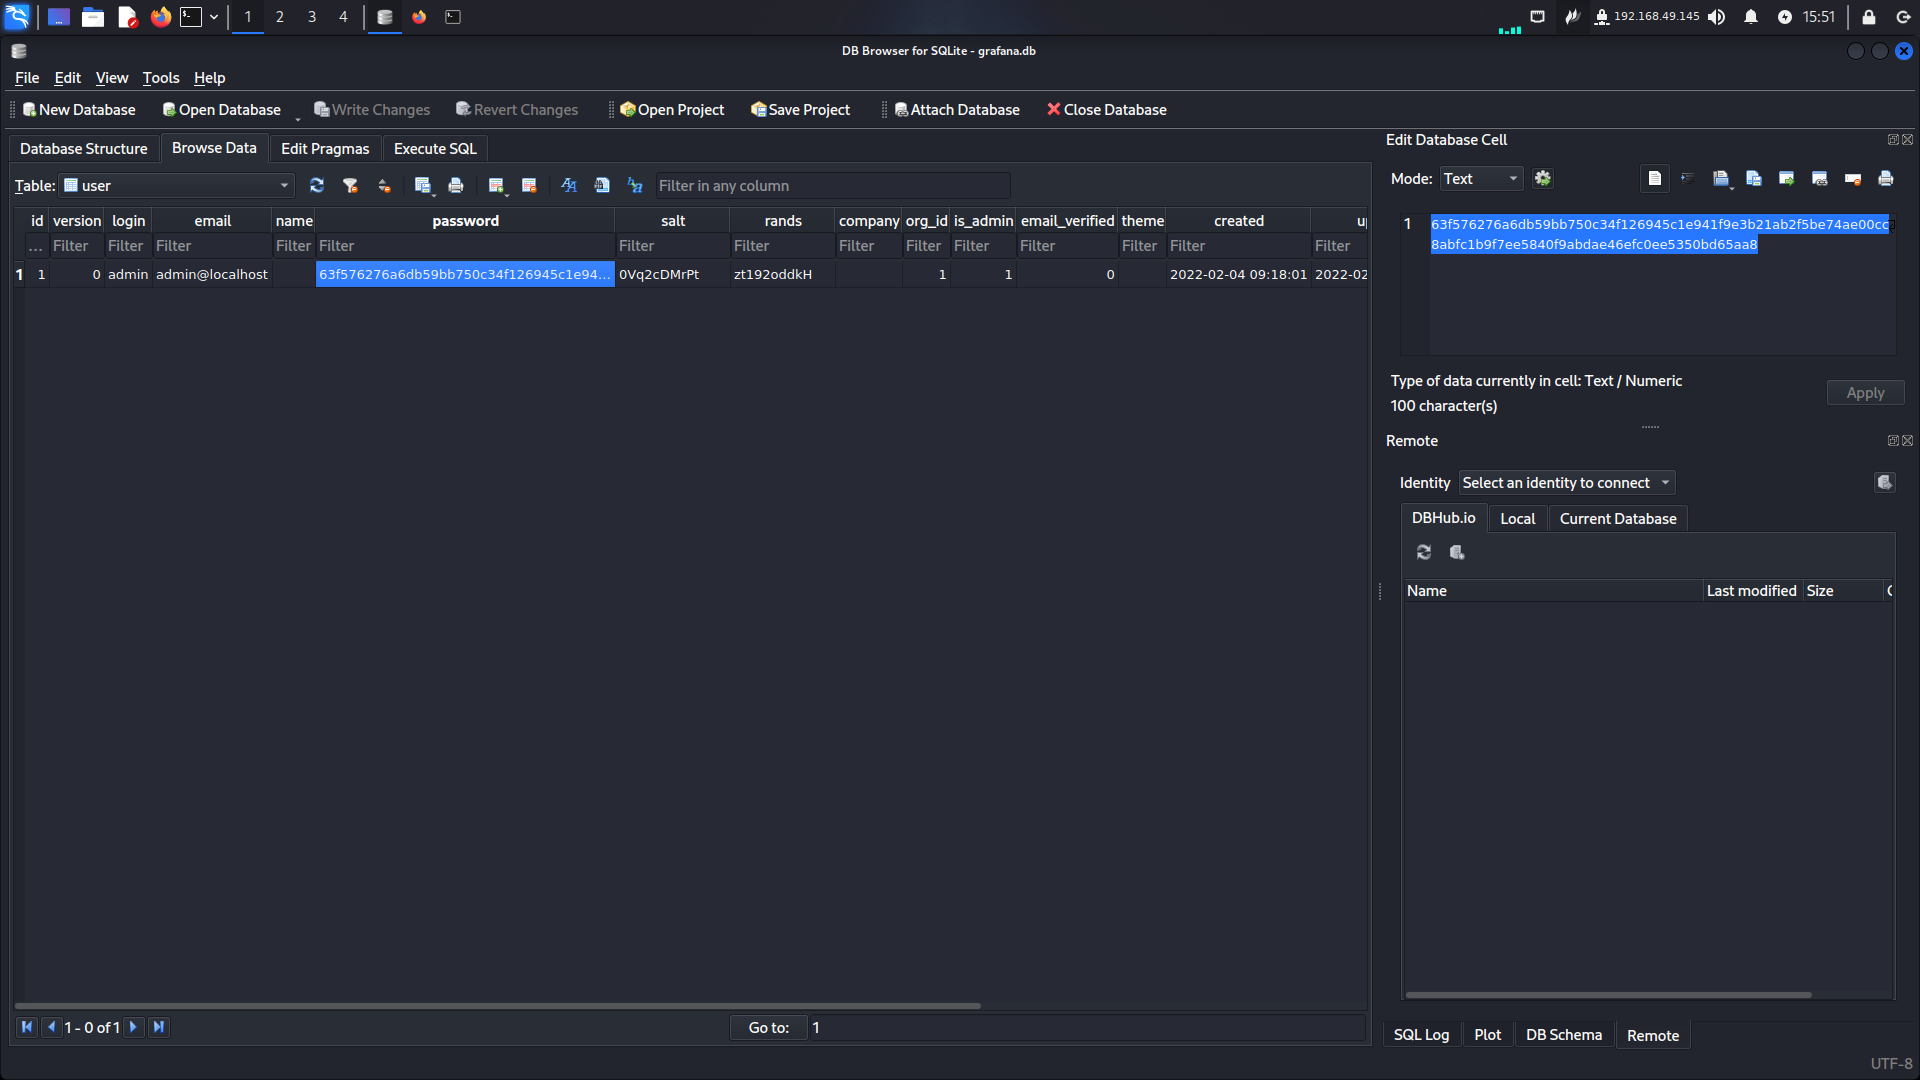 1 2 3 4 192.168.49.145 15:51
DB Browser for SQLite - grafana.db
File Edit View Tools Help
New Database Open Database Write Changes Revert Changes Open Project Save Project Attach Database Close Database
Database Structure Browse Data Edit Pragmas Execute SQL
Table: user Filter in any column
id version login email name password salt rands company org_id is_admin email_verified theme created
... Filter Filter Filter Filter Filter Filter Filter Filter Filter Filter Filter Filter Filter Filter
1 1 0 admin admin@localhost 63f576276a6db59bb750c34f126945c1e94... 0Vq2cDMrPt zt192oddkH 1 1 0 2022-02-04 09:18:01 2022-02
1 - 0 of 1 Go to: 1
Edit Database Cell
Mode: Text
1 63f576276a6db59bb750c34f126945c1e941f9e3b21ab2f5be74ae00cc
8abfc1b9f7ee5840f9abdae46efc0ee5350bd65aa8
Type of data currently in cell: Text / Numeric
100 character(s)
Apply
Remote
Identity Select an identity to connect
DBHub.io Local Current Database
Name Last modified Size
SQL Log Plot DB Schema Remote
UTF-8